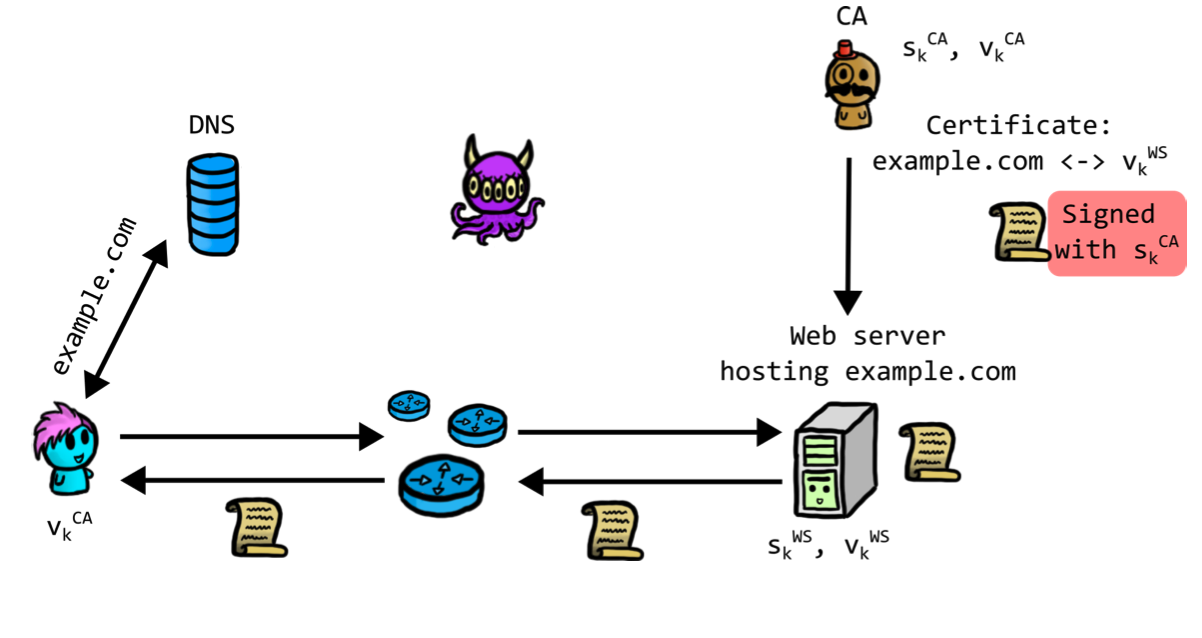 CA
s_k^CA, v_k^CA
DNS
Certificate:
example.com <-> v_k^WS
Signed
with s_k^CA
example.com
Web server
hosting example.com
v_k^CA
s_k^WS, v_k^WS